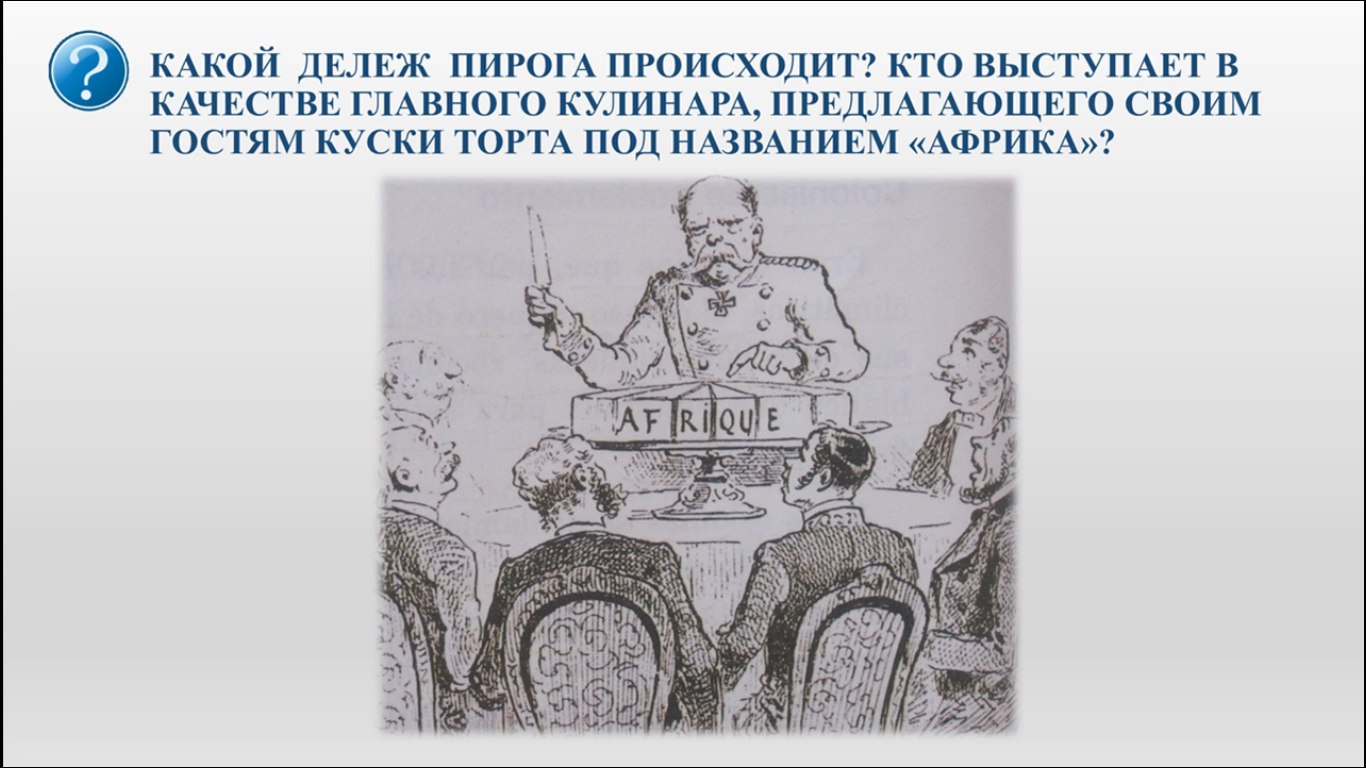 КАКОЙ ДЕЛЕЖ ПИРОГА ПРОИСХОДИТ? КТО ВЫСТУПАЕТ В
КАЧЕСТВЕ ГЛАВНОГО КУЛИНАРА, ПРЕДЛАГАЮЩЕГО СВОИМ
ГОСТЯМ КУСКИ ТОРТА ПОД НАЗВАНИЕМ «АФРИКА»?
AFRIQUE